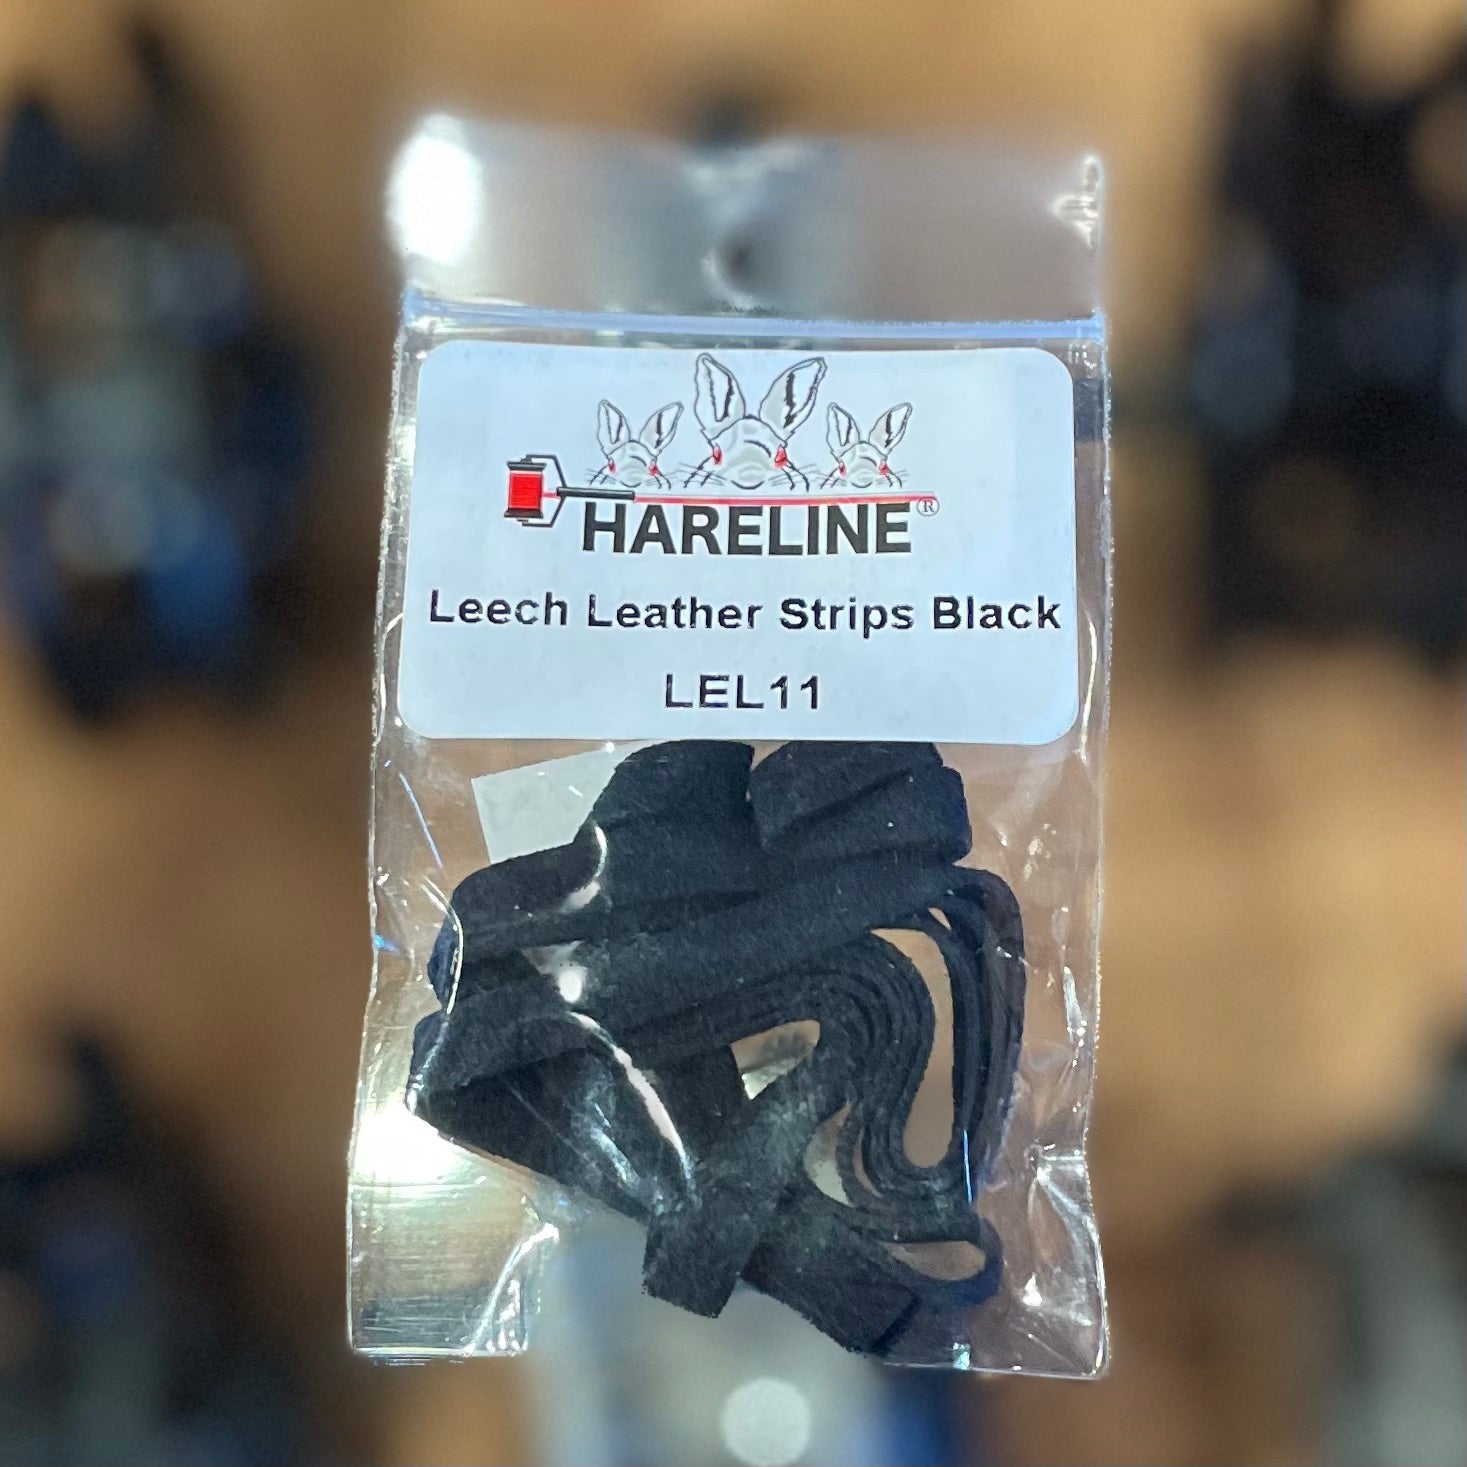 HARELINE®
Leech Leather Strips Black
LEL11